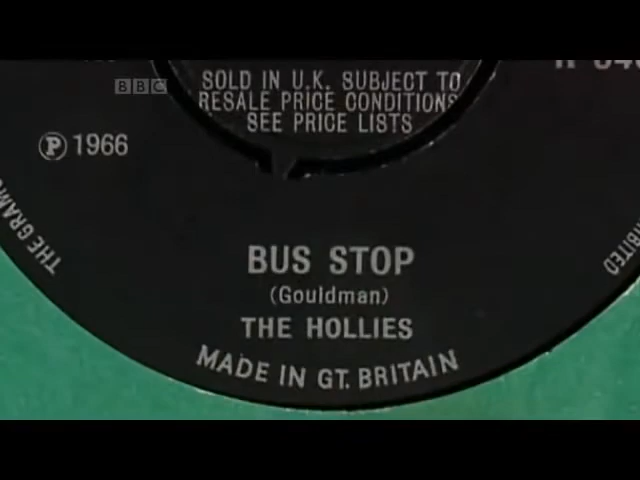 BBC
SOLD IN U.K. SUBJECT TO
RESALE PRICE CONDITIONS
SEE PRICE LISTS
Ⓟ 1966
THE
BUS STOP
(Gouldman)
THE HOLLIES
MADE IN GT. BRITAIN